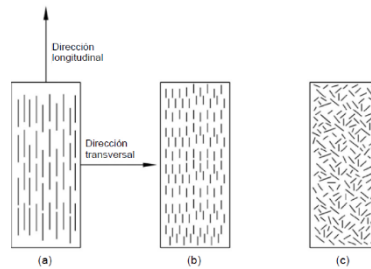 Dirección
longitudinal
Dirección
transversal
(a)
(b)
(c)